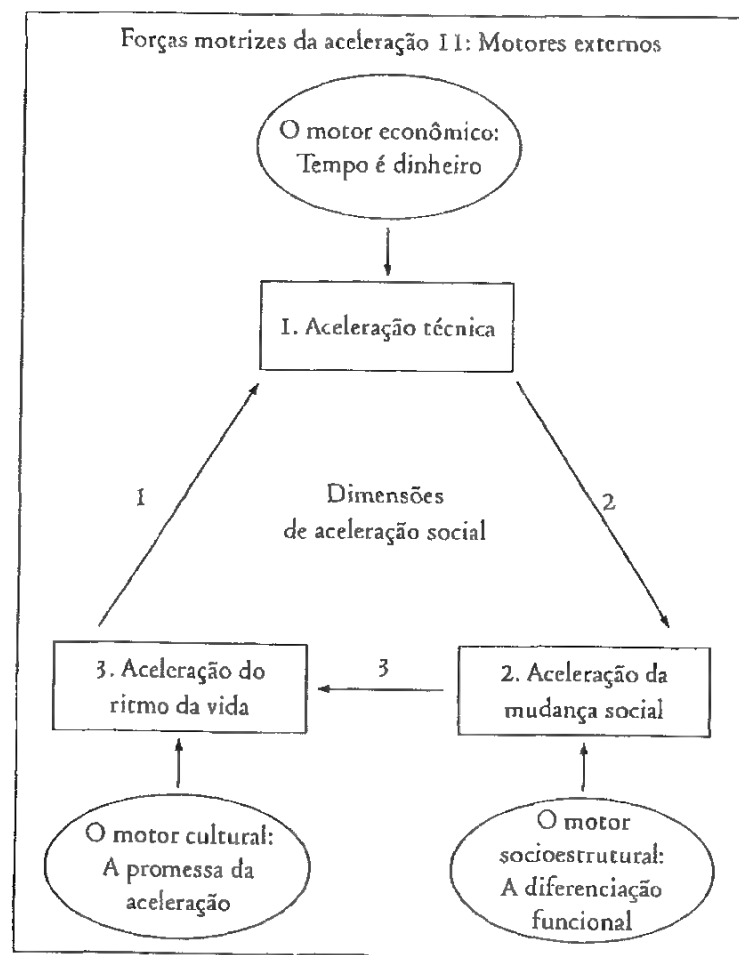 Forças motrizes da aceleração II: Motores externos
O motor econômico:
Tempo é dinheiro
I. Aceleração técnica
I
Dimensões
de aceleração social
2
3. Aceleração do
ritmo da vida
3
2. Aceleração da
mudança social
O motor cultural:
A promessa da
aceleração
O motor
socioestrutural:
A diferenciação
funcional